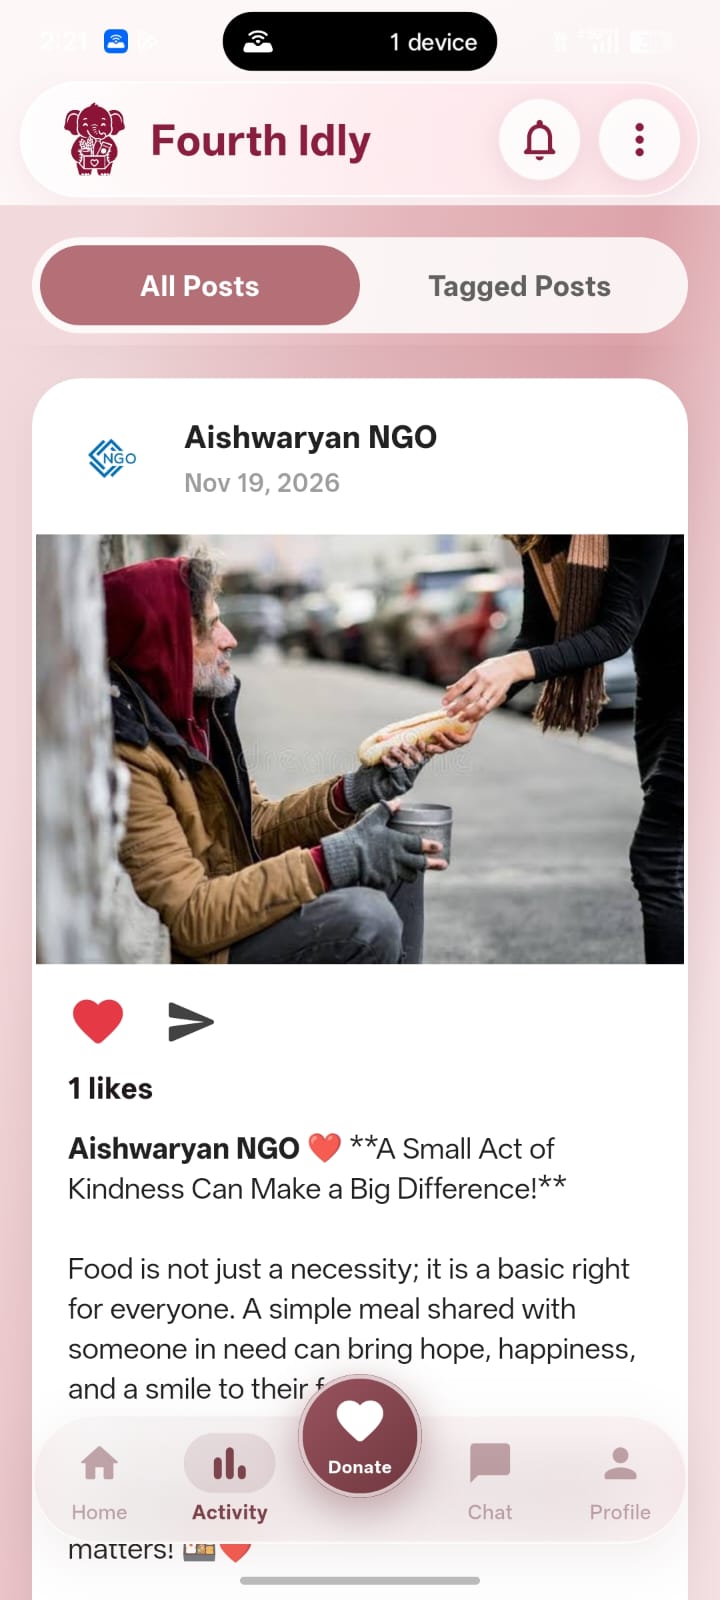 2:21
1 device
Fourth Idly
All Posts
Tagged Posts
NGO
Aishwaryan NGO
Nov 19, 2026
1 likes
Aishwaryan NGO ❤️ **A Small Act of
Kindness Can Make a Big Difference!**
Food is not just a necessity; it is a basic right
for everyone. A simple meal shared with
someone in need can bring hope, happiness,
and a smile to their
Donate
Home
Activity
Chat
Profile
matters! 🍱❤️